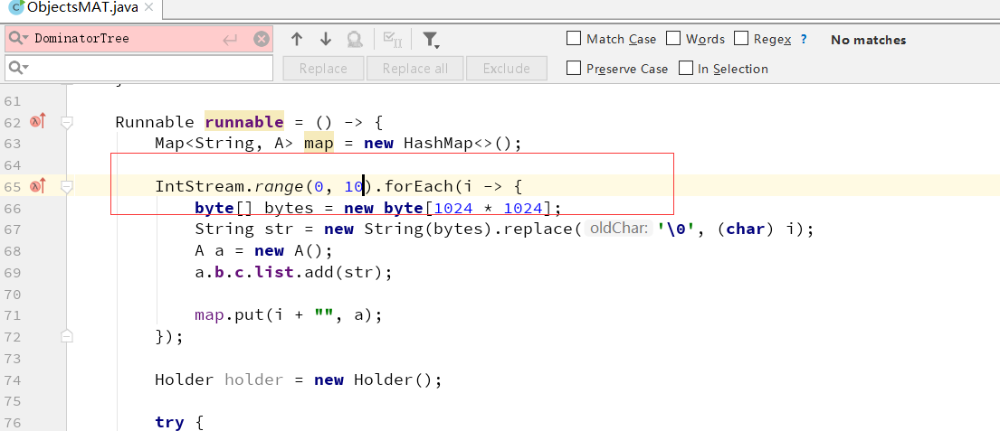 ObjectsMAT.java
DominatorTree
Match Case Words Regex ? No matches
Replace Replace all Exclude Preserve Case In Selection
61
62 Runnable runnable = () -> {
63 Map<String, A> map = new HashMap<>();
64
65 IntStream.range(0, 10).forEach(i -> {
66 byte[] bytes = new byte[1024 * 1024];
67 String str = new String(bytes).replace( oldChar: '\0', (char) i);
68 A a = new A();
69 a.b.c.list.add(str);
70
71 map.put(i + "", a);
72 });
73
74 Holder holder = new Holder();
75
76 try {